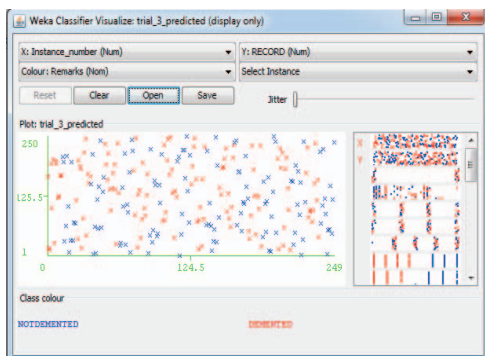 Weka Classifier Visualize: trial_3_predicted (display only)
X: Instance_number (Num)
Y: RECORD (Num)
Colour: Remarks (Nom)
Select Instance
Reset
Clear
Open
Save
Jitter
Plot: trial_3_predicted
250
X
Y
125.5
1
0
124.5
249
Class colour
NOTDEMENTED
DEMENTED